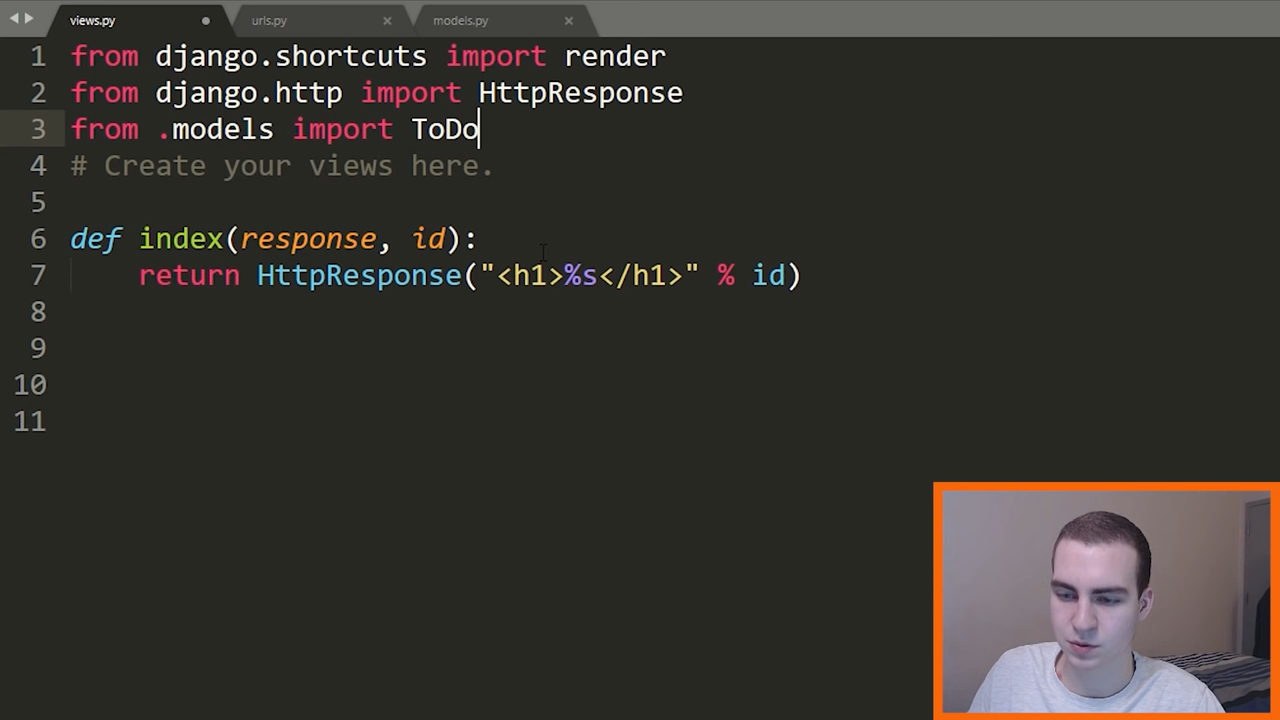 views.py urls.py models.py
1 from django.shortcuts import render
2 from django.http import HttpResponse
3 from .models import ToDo
4 # Create your views here.
5
6 def index(response, id):
7 return HttpResponse("<h1>%s</h1>" % id)
8
9
10
11